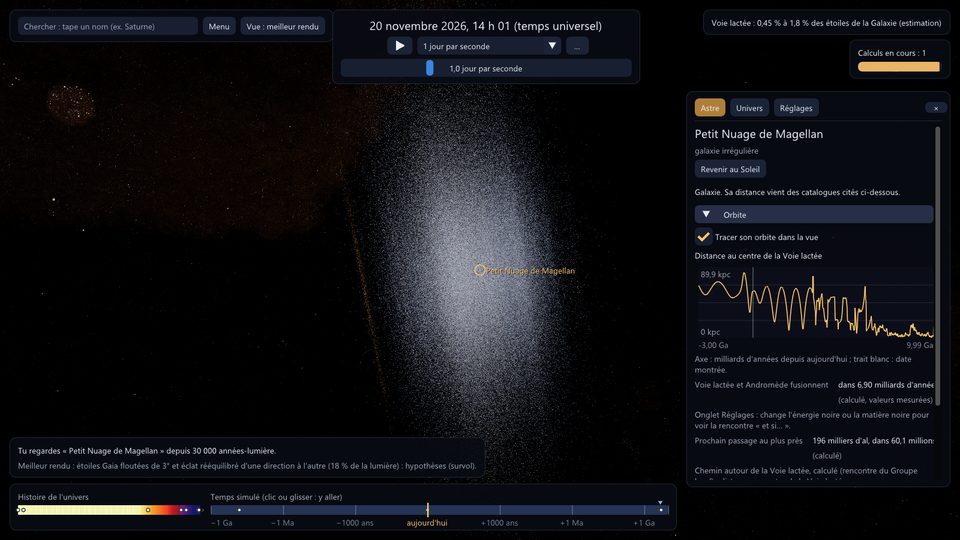 Chercher : tape un nom (ex. Saturne)
Menu
Vue : meilleur rendu
20 novembre 2026, 14 h 01 (temps universel)
1 jour par seconde
...
1,0 jour par seconde
Voie lactée : 0,45 % à 1,8 % des étoiles de la Galaxie (estimation)
Calculs en cours : 1
Astre
Univers
Réglages
×
Petit Nuage de Magellan
galaxie irrégulière
Revenir au Soleil
Galaxie. Sa distance vient des catalogues cités ci-dessous.
Orbite
Tracer son orbite dans la vue
Distance au centre de la Voie lactée
89,9 kpc
0 kpc
-3,00 Ga
9,99 Ga
Axe : milliards d'années depuis aujourd'hui ; trait blanc : date
montrée.
Voie lactée et Andromède fusionnent
dans 6,90 milliards d'année
(calculé, valeurs mesurées)
Onglet Réglages : change l'énergie noire ou la matière noire pour
voir la rencontre « et si... ».
Prochain passage au plus près
196 milliers d'al, dans 60,1 million
(calculé)
Chemin autour de la Voie lactée, calculé (rencontre du Groupe
Petit Nuage de Magellan
Tu regardes « Petit Nuage de Magellan » depuis 30 000 années-lumière.
Meilleur rendu : étoiles Gaia floutées de 3° et éclat rééquilibré d'une direction à l'autre (18 % de la lumière) : hypothèses (survol).
Histoire de l'univers
Temps simulé (clic ou glisser : y aller)
−1 Ga
−1 Ma
−1000 ans
aujourd'hui
+1000 ans
+1 Ma
+1 Ga